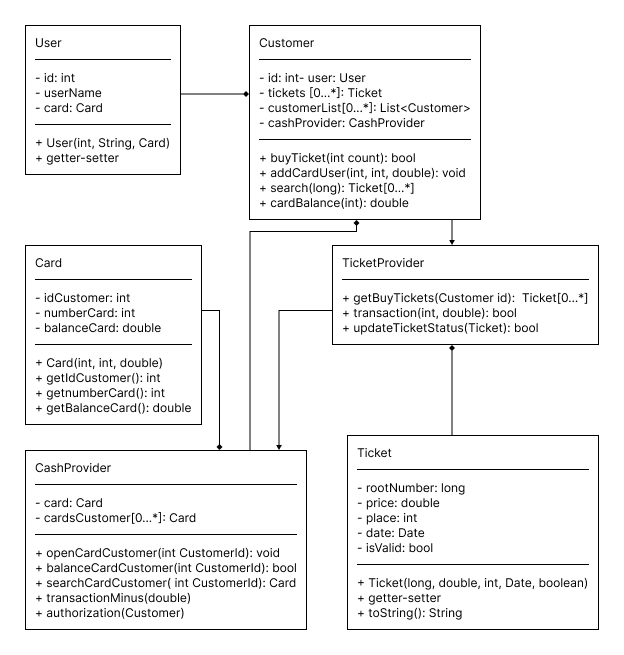 User
- id: int
- userName
- card: Card
+ User(int, String, Card)
+ getter-setter
Customer
- id: int- user: User
- tickets [0...*]: Ticket
- customerList[0...*]: List<Customer>
- cashProvider: CashProvider
+ buyTicket(int count): bool
+ addCardUser(int, int, double): void
+ search(long): Ticket[0...*]
+ cardBalance(int): double
Card
- idCustomer: int
- numberCard: int
- balanceCard: double
+ Card(int, int, double)
+ getIdCustomer(): int
+ getnumberCard(): int
+ getBalanceCard(): double
TicketProvider
+ getBuyTickets(Customer id):  Ticket[0...*]
+ transaction(int, double): bool
+ updateTicketStatus(Ticket): bool
CashProvider
- card: Card
- cardsCustomer[0...*]: Card
+ openCardCustomer(int CustomerId): void
+ balanceCardCustomer(int CustomerId): bool
+ searchCardCustomer( int CustomerId): Card
+ transactionMinus(double)
+ authorization(Customer)
Ticket
- rootNumber: long
- price: double
- place: int
- date: Date
- isValid: bool
+ Ticket(long, double, int, Date, boolean)
+ getter-setter
+ toString(): String